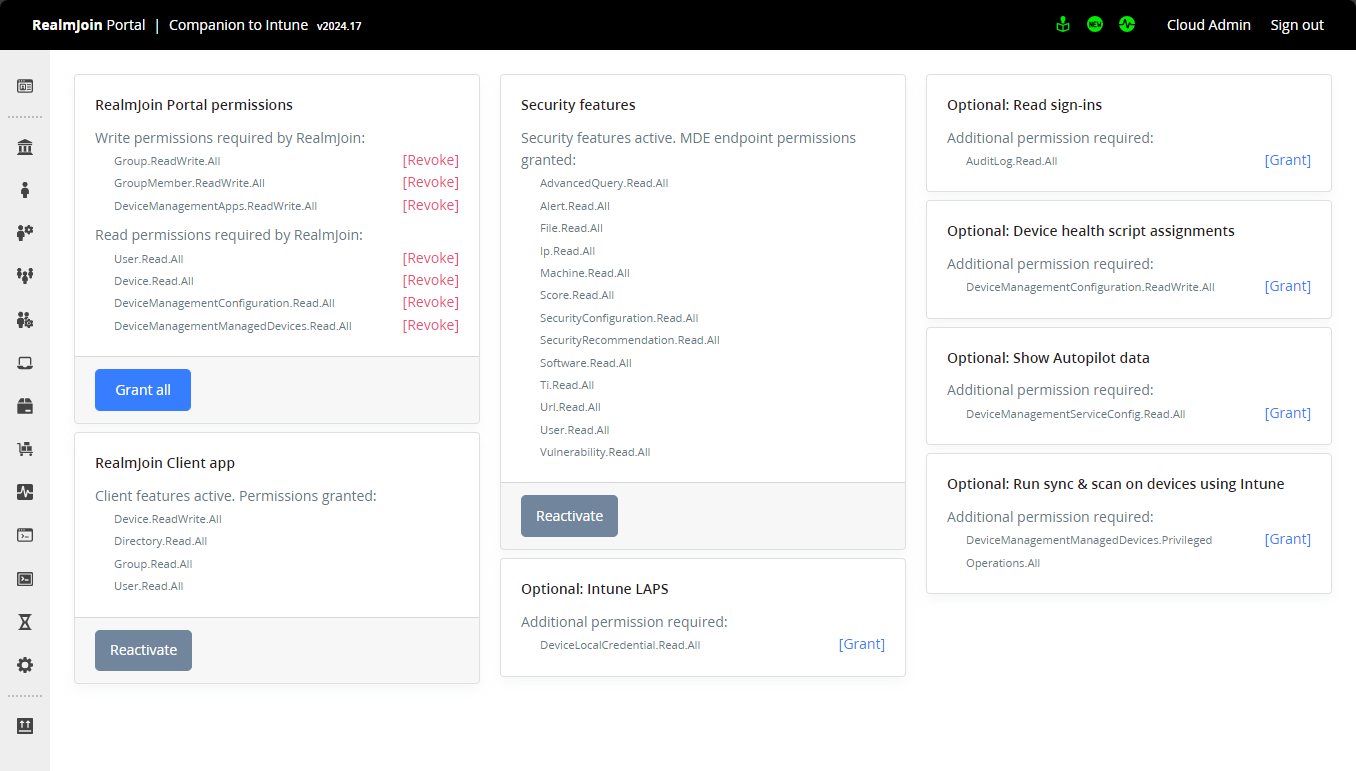 RealmJoin Portal | Companion to Intune v2024.17
NEW
Cloud Admin Sign out
RealmJoin Portal permissions
Write permissions required by RealmJoin:
Group.ReadWrite.All [Revoke]
GroupMember.ReadWrite.All [Revoke]
DeviceManagementApps.ReadWrite.All [Revoke]
Read permissions required by RealmJoin:
User.Read.All [Revoke]
Device.Read.All [Revoke]
DeviceManagementConfiguration.Read.All [Revoke]
DeviceManagementManagedDevices.Read.All [Revoke]
Grant all
RealmJoin Client app
Client features active. Permissions granted:
Device.ReadWrite.All
Directory.Read.All
Group.Read.All
User.Read.All
Reactivate
Security features
Security features active. MDE endpoint permissions
granted:
AdvancedQuery.Read.All
Alert.Read.All
File.Read.All
Ip.Read.All
Machine.Read.All
Score.Read.All
SecurityConfiguration.Read.All
SecurityRecommendation.Read.All
Software.Read.All
Ti.Read.All
Url.Read.All
User.Read.All
Vulnerability.Read.All
Reactivate
Optional: Intune LAPS
Additional permission required:
DeviceLocalCredential.Read.All [Grant]
Optional: Read sign-ins
Additional permission required:
AuditLog.Read.All [Grant]
Optional: Device health script assignments
Additional permission required:
DeviceManagementConfiguration.ReadWrite.All [Grant]
Optional: Show Autopilot data
Additional permission required:
DeviceManagementServiceConfig.Read.All [Grant]
Optional: Run sync & scan on devices using Intune
Additional permission required:
DeviceManagementManagedDevices.Privileged [Grant]
Operations.All